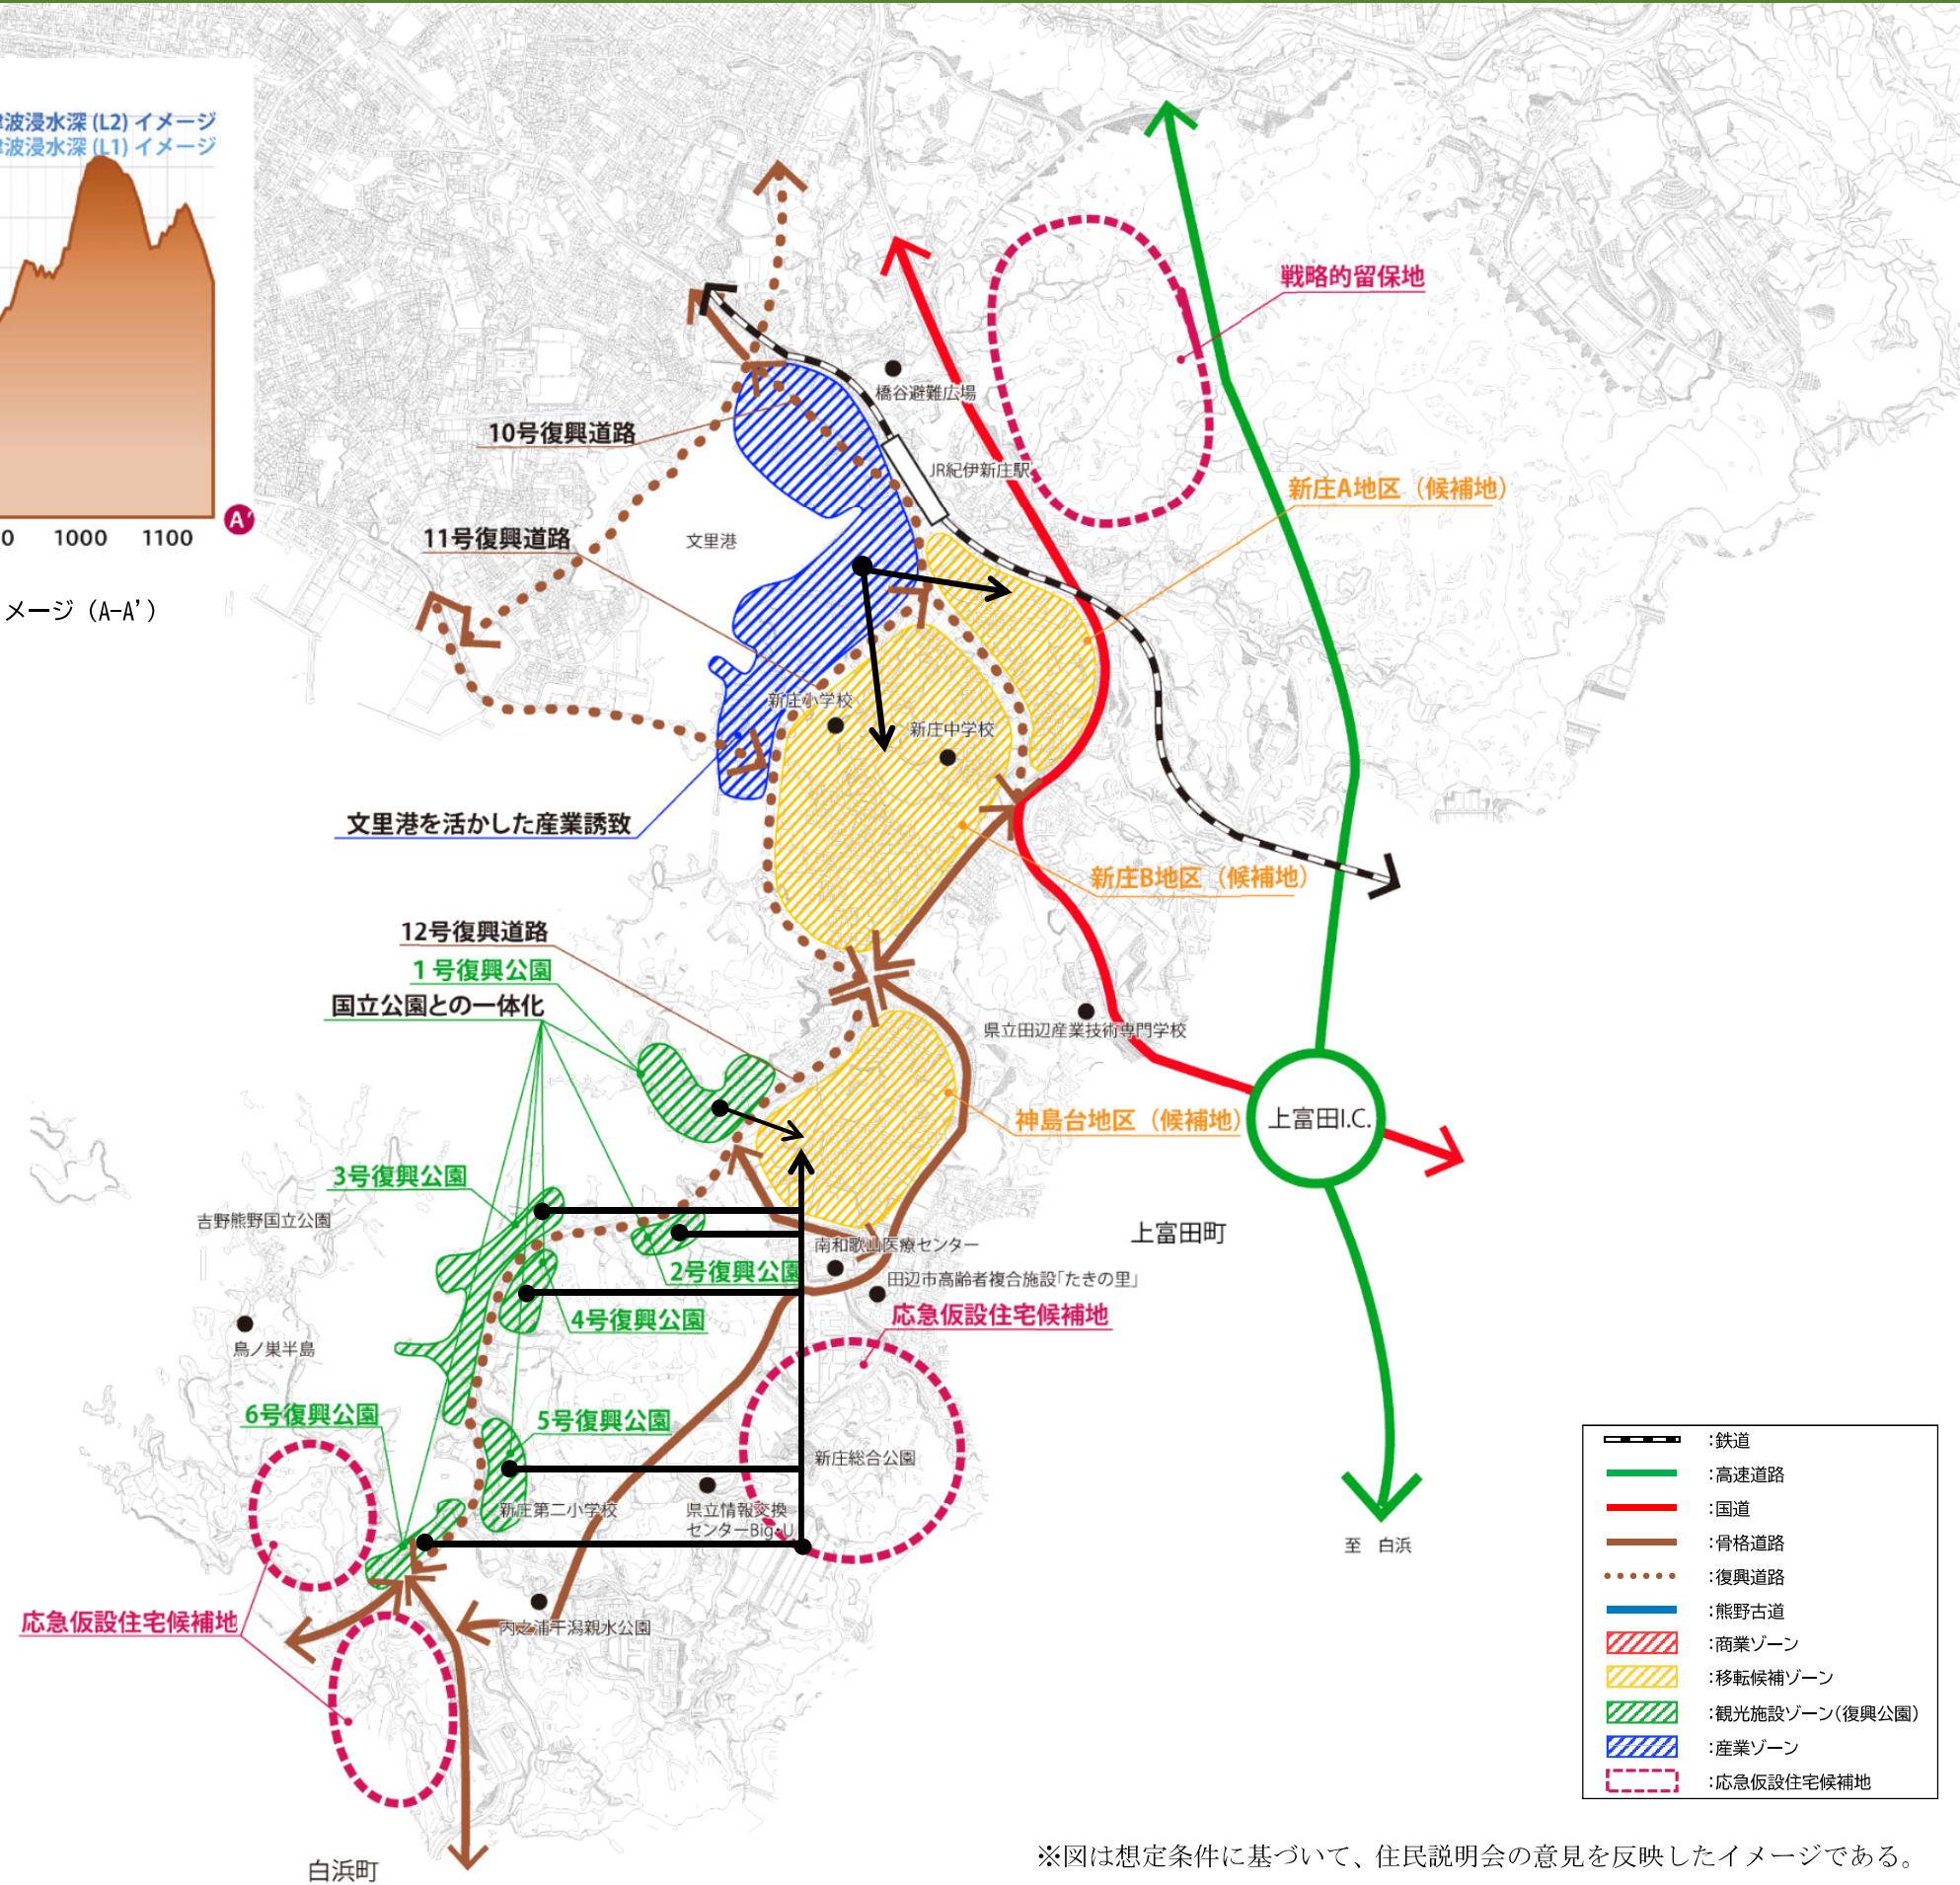 津波浸水深(L2)イメージ
津波浸水深(L1)イメージ
A'
0 1000 1100
メージ（A-A'）
戦略的留保地
橋谷避難広場
10号復興道路
JR紀伊新庄駅
新庄A地区（候補地）
11号復興道路
文里港
新庄小学校
新庄中学校
文里港を活かした産業誘致
新庄B地区（候補地）
12号復興道路
1号復興公園
国立公園との一体化
県立田辺産業技術専門学校
神島台地区（候補地）
上富田I.C.
3号復興公園
吉野熊野国立公園
上富田町
南和歌山医療センター
2号復興公園
田辺市高齢者複合施設「たきの里」
応急仮設住宅候補地
4号復興公園
鳥ノ巣半島
6号復興公園
5号復興公園
新庄総合公園
新庄第二小学校
県立情報交換
センターBig・U
至 白浜
応急仮設住宅候補地
内之浦干潟親水公園
白浜町
：鉄道
：高速道路
：国道
：骨格道路
：復興道路
：熊野古道
：商業ゾーン
：移転候補ゾーン
：観光施設ゾーン（復興公園）
：産業ゾーン
：応急仮設住宅候補地
※図は想定条件に基づいて、住民説明会の意見を反映したイメージである。